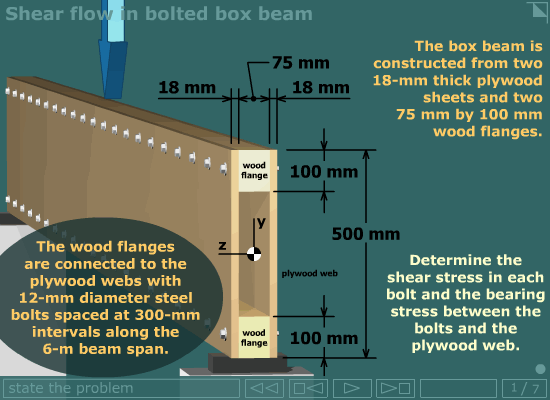 Shear flow in bolted box beam
The box beam is
constructed from two
18-mm thick plywood
sheets and two
75 mm by 100 mm
wood flanges.
75 mm
18 mm
18 mm
wood
flange
100 mm
500 mm
y
z
plywood web
wood
flange
100 mm
The wood flanges
are connected to the
plywood webs with
12-mm diameter steel
bolts spaced at 300-mm
intervals along the
6-m beam span.
Determine the
shear stress in each
bolt and the bearing
stress between the
bolts and the
plywood web.
state the problem
1/7